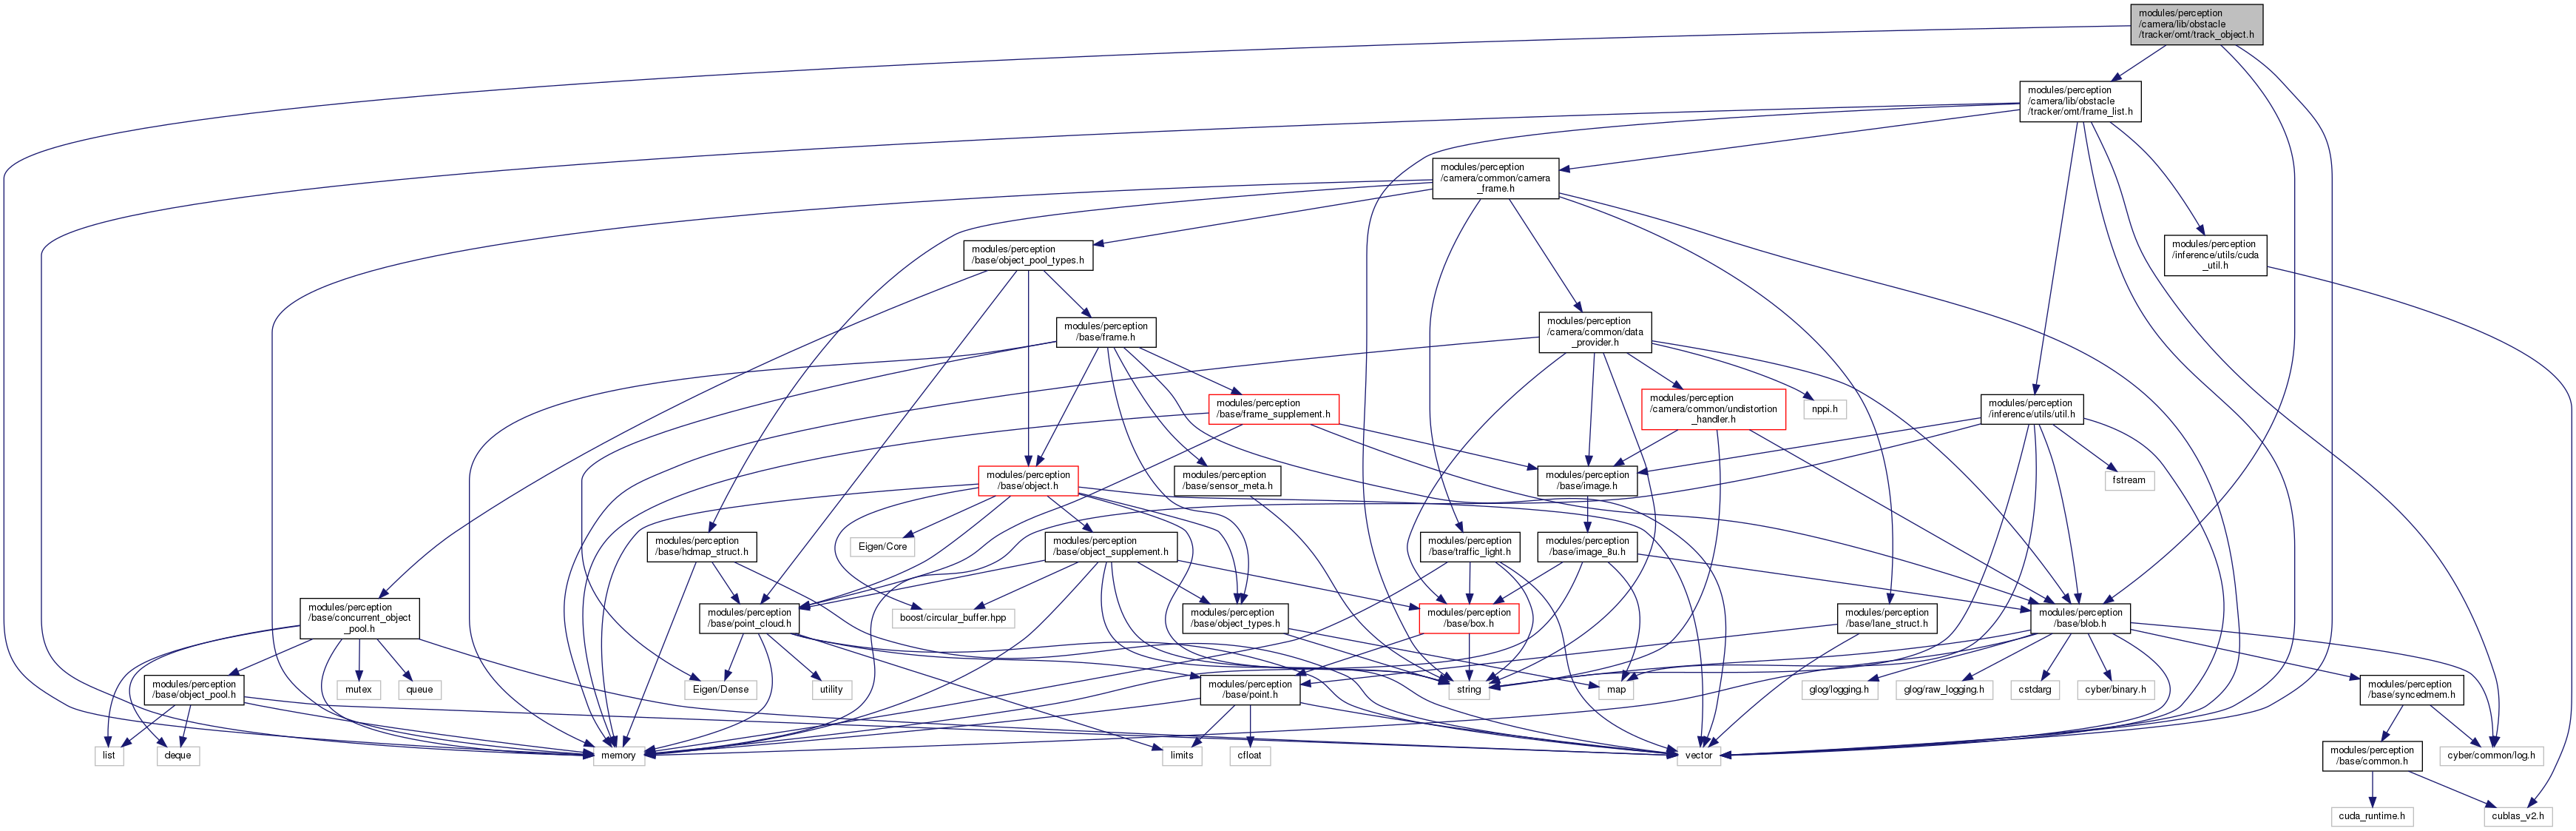 modules/perception
/camera/lib/obstacle
/tracker/omt/track_object.h
modules/perception
/camera/lib/obstacle
/tracker/omt/frame_list.h
modules/perception
/camera/common/camera
_frame.h
modules/perception
/inference/utils/cuda
_util.h
modules/perception
/base/object_pool_types.h
modules/perception
/base/frame.h
modules/perception
/camera/common/data
_provider.h
modules/perception
/base/frame_supplement.h
modules/perception
/camera/common/undistortion
_handler.h
nppi.h
modules/perception
/inference/utils/util.h
modules/perception
/base/object.h
modules/perception
/base/sensor_meta.h
modules/perception
/base/image.h
fstream
modules/perception
/base/hdmap_struct.h
Eigen/Core
modules/perception
/base/object_supplement.h
modules/perception
/base/traffic_light.h
modules/perception
/base/image_8u.h
modules/perception
/base/concurrent_object
_pool.h
modules/perception
/base/point_cloud.h
boost/circular_buffer.hpp
modules/perception
/base/object_types.h
modules/perception
/base/box.h
modules/perception
/base/lane_struct.h
modules/perception
/base/blob.h
modules/perception
/base/object_pool.h
mutex
queue
Eigen/Dense
utility
modules/perception
/base/point.h
string
map
glog/logging.h
glog/raw_logging.h
cstdarg
cyber/binary.h
modules/perception
/base/syncedmem.h
list
deque
memory
limits
cfloat
vector
modules/perception
/base/common.h
cyber/common/log.h
cuda_runtime.h
cublas_v2.h